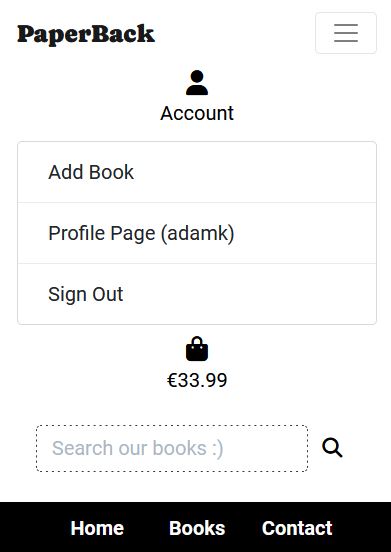 PaperBack
Account
Add Book
Profile Page (adamk)
Sign Out
€33.99
Search our books :)
Home Books Contact